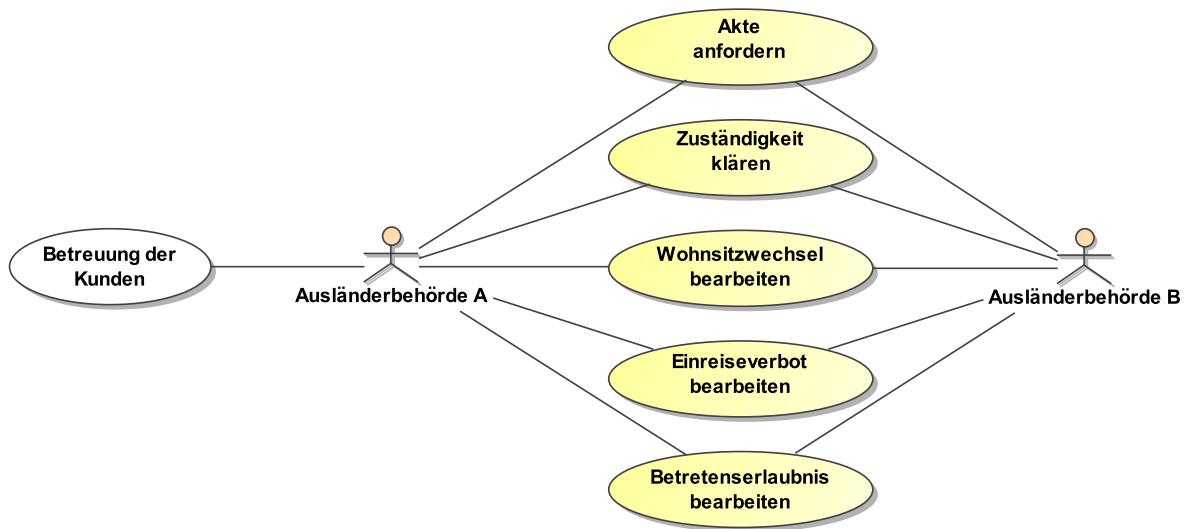 Akte
anfordern
Zuständigkeit
klären
Betreuung der
Kunden
Ausländerbehörde A
Wohnsitzwechsel
bearbeiten
Ausländerbehörde B
Einreiseverbot
bearbeiten
Betretenserlaubnis
bearbeiten